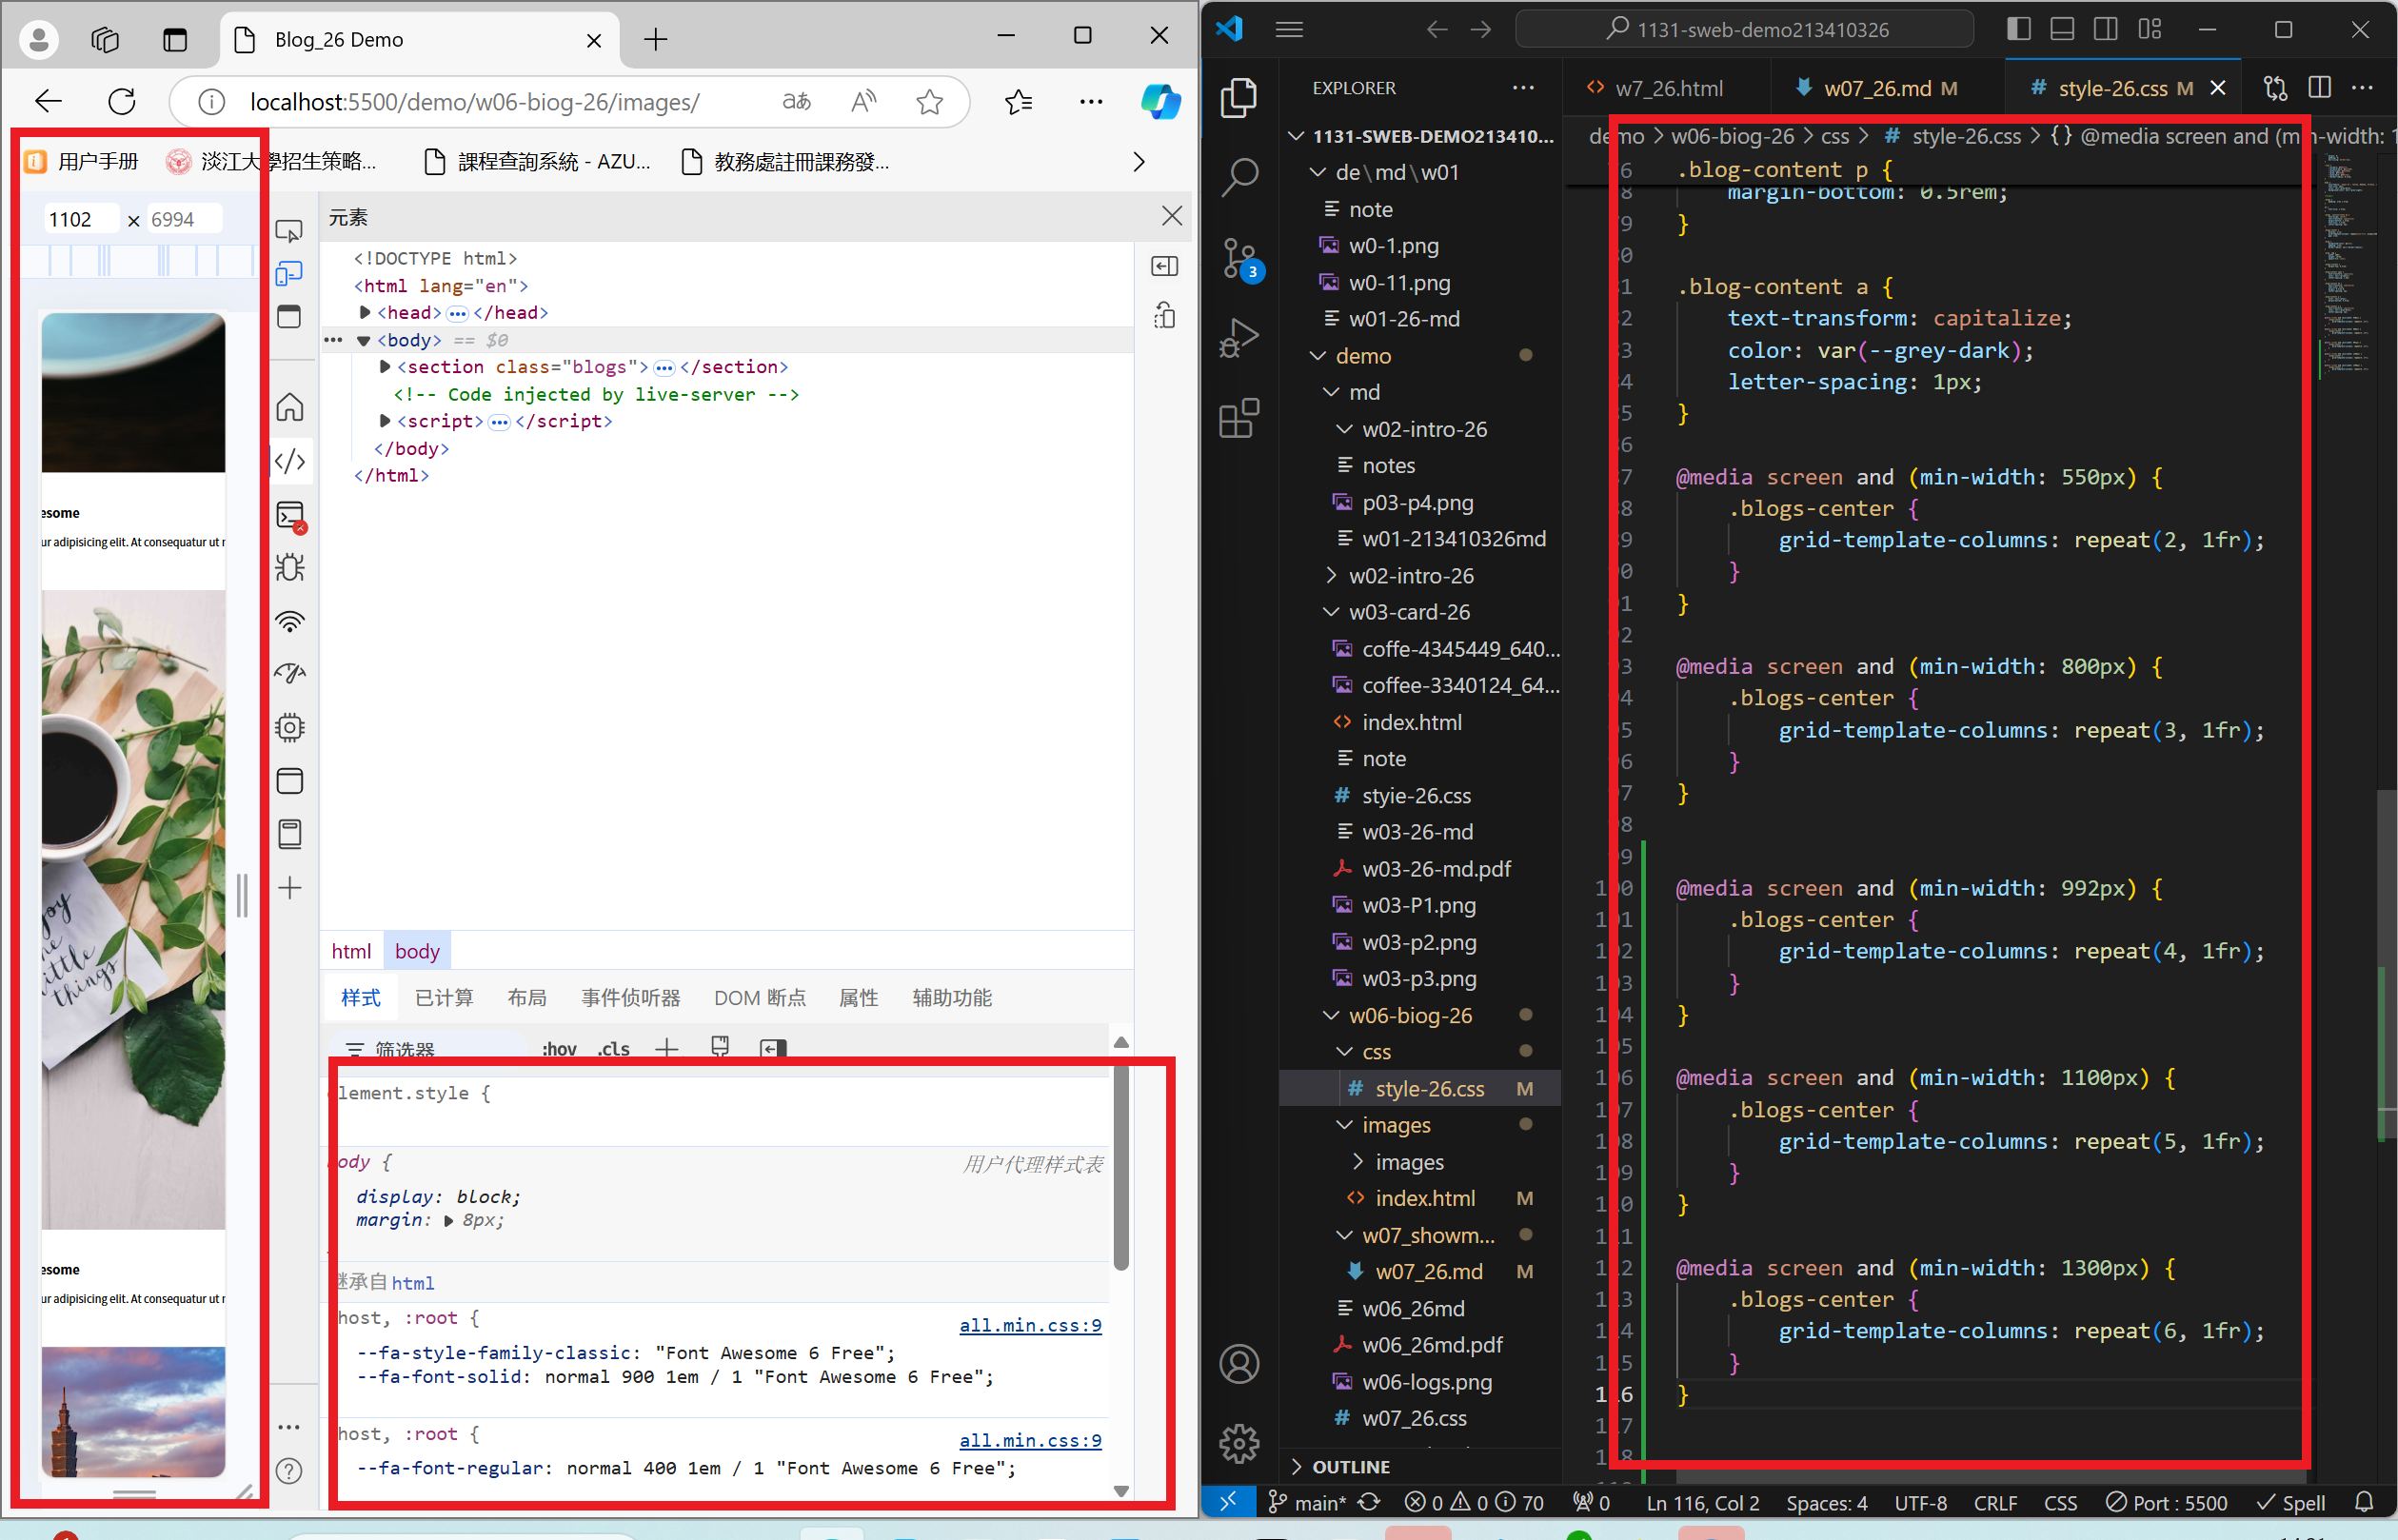 Blog_26 Demo
localhost:5500/demo/w06-biog-26/images/
用户手册
淡江大學招生策略...
課程查詢系統 - AZU...
教務處註冊課務發...
1102 × 6994
esome
ur adipisicing elit. At consequatur ut r
esome
ur adipisicing elit. At consequatur ut r
元素
<!DOCTYPE html>
<html lang="en">
<head> ••• </head>
<body> == $0
<section class="blogs"> ••• </section>
<!-- Code injected by live-server -->
<script> ••• </script>
</body>
</html>
html body
样式 已计算 布局 事件侦听器 DOM 断点 属性 辅助功能
筛选器 :hov .cls
lement.style {
ody { 用户代理样式表
display: block;
margin: 8px;
继承自 html
host, :root { all.min.css:9
--fa-style-family-classic: "Font Awesome 6 Free";
--fa-font-solid: normal 900 1em / 1 "Font Awesome 6 Free";
host, :root { all.min.css:9
--fa-font-regular: normal 400 1em / 1 "Font Awesome 6 Free";
1131-sweb-demo213410326
EXPLORER
1131-SWEB-DEMO213410...
de\md\w01
note
w0-1.png
w0-11.png
w01-26-md
demo
md
w02-intro-26
notes
p03-p4.png
w01-213410326md
w02-intro-26
w03-card-26
coffe-4345449_640...
coffee-3340124_64...
index.html
note
styie-26.css
w03-26-md
w03-26-md.pdf
w03-P1.png
w03-p2.png
w03-p3.png
w06-biog-26
css
style-26.css M
images
images
index.html M
w07_showm...
w07_26.md M
w06_26md
w06_26md.pdf
w06-logs.png
w07_26.css
OUTLINE
w7_26.html
w07_26.md M
style-26.css M
demo > w06-biog-26 > css > # style-26.css > {} @media screen and (min-width: 1
.blog-content p {
margin-bottom: 0.5rem;
}
.blog-content a {
text-transform: capitalize;
color: var(--grey-dark);
letter-spacing: 1px;
}
@media screen and (min-width: 550px) {
.blogs-center {
grid-template-columns: repeat(2, 1fr);
}
}
@media screen and (min-width: 800px) {
.blogs-center {
grid-template-columns: repeat(3, 1fr);
}
}
@media screen and (min-width: 992px) {
.blogs-center {
grid-template-columns: repeat(4, 1fr);
}
}
@media screen and (min-width: 1100px) {
.blogs-center {
grid-template-columns: repeat(5, 1fr);
}
}
@media screen and (min-width: 1300px) {
.blogs-center {
grid-template-columns: repeat(6, 1fr);
}
}
main* 0 0 70 0 Ln 116, Col 2 Spaces: 4 UTF-8 CRLF CSS Port : 5500 Spell